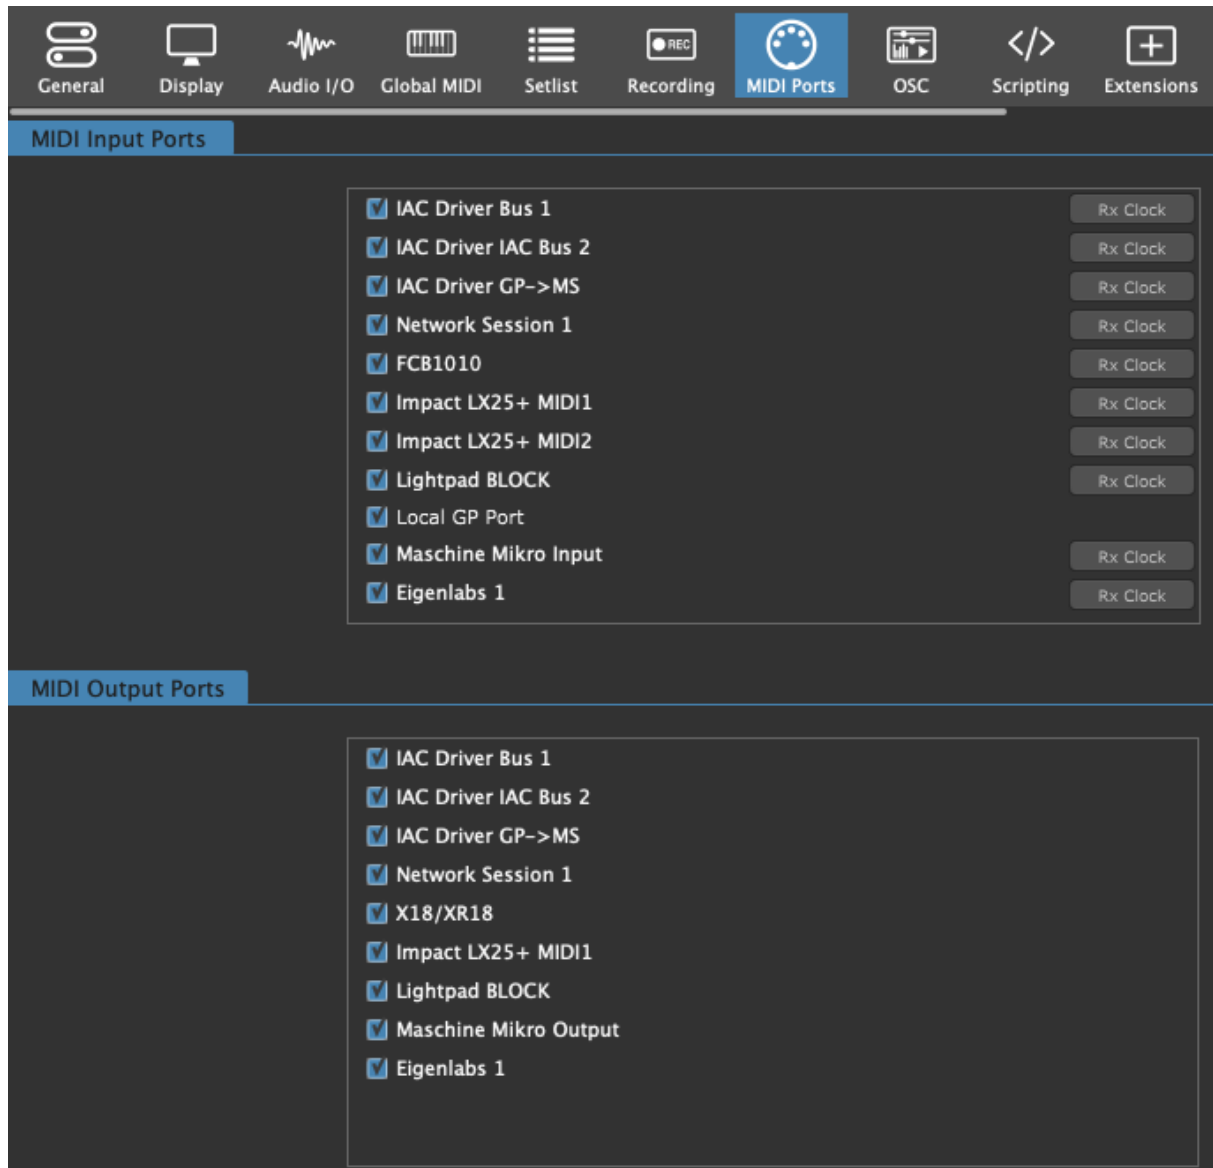 REC
General Display Audio I/O Global MIDI Setlist Recording MIDI Ports OSC Scripting Extensions
MIDI Input Ports
IAC Driver Bus 1 Rx Clock
IAC Driver IAC Bus 2 Rx Clock
IAC Driver GP->MS Rx Clock
Network Session 1 Rx Clock
FCB1010 Rx Clock
Impact LX25+ MIDI1 Rx Clock
Impact LX25+ MIDI2 Rx Clock
Lightpad BLOCK Rx Clock
Local GP Port
Maschine Mikro Input Rx Clock
Eigenlabs 1 Rx Clock
MIDI Output Ports
IAC Driver Bus 1
IAC Driver IAC Bus 2
IAC Driver GP->MS
Network Session 1
X18/XR18
Impact LX25+ MIDI1
Lightpad BLOCK
Maschine Mikro Output
Eigenlabs 1